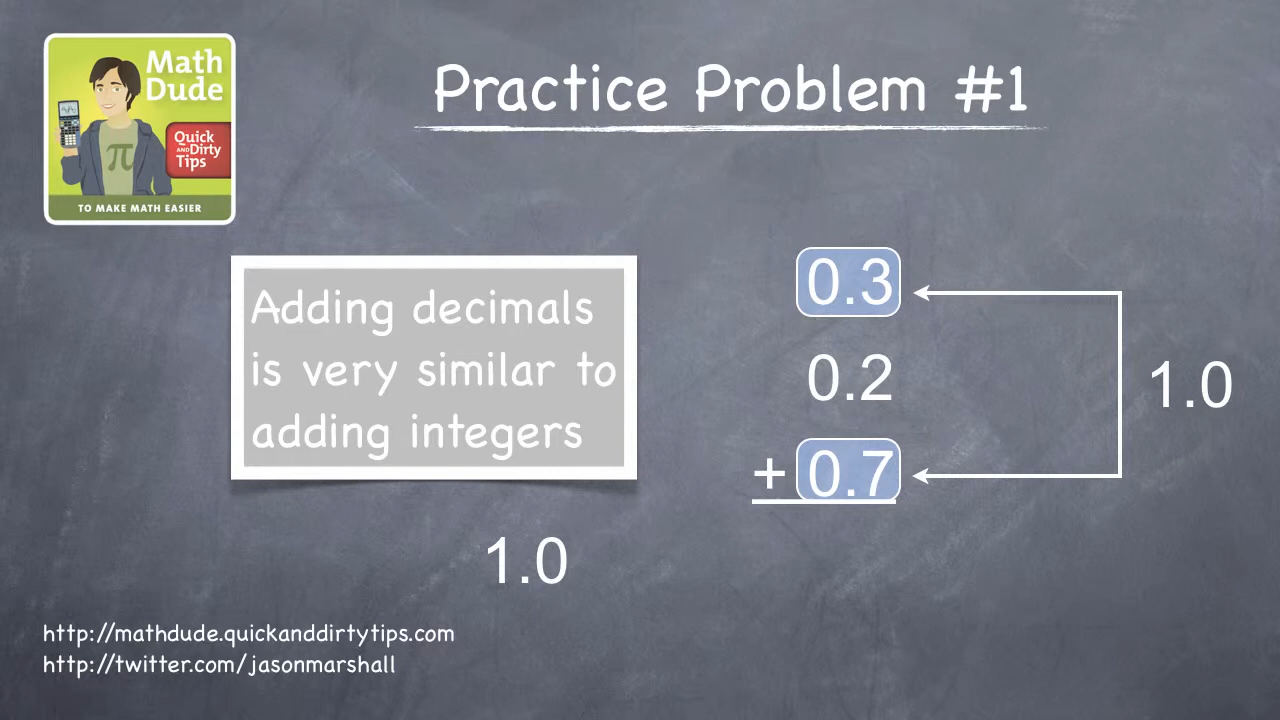 Math
Dude
Quick
AND Dirty
Tips
π
TO MAKE MATH EASIER
Practice Problem #1
Adding decimals
is very similar to
adding integers
0.3
0.2
+ 0.7
1.0
1.0
http://mathdude.quickanddirtytips.com
http://twitter.com/jasonmarshall